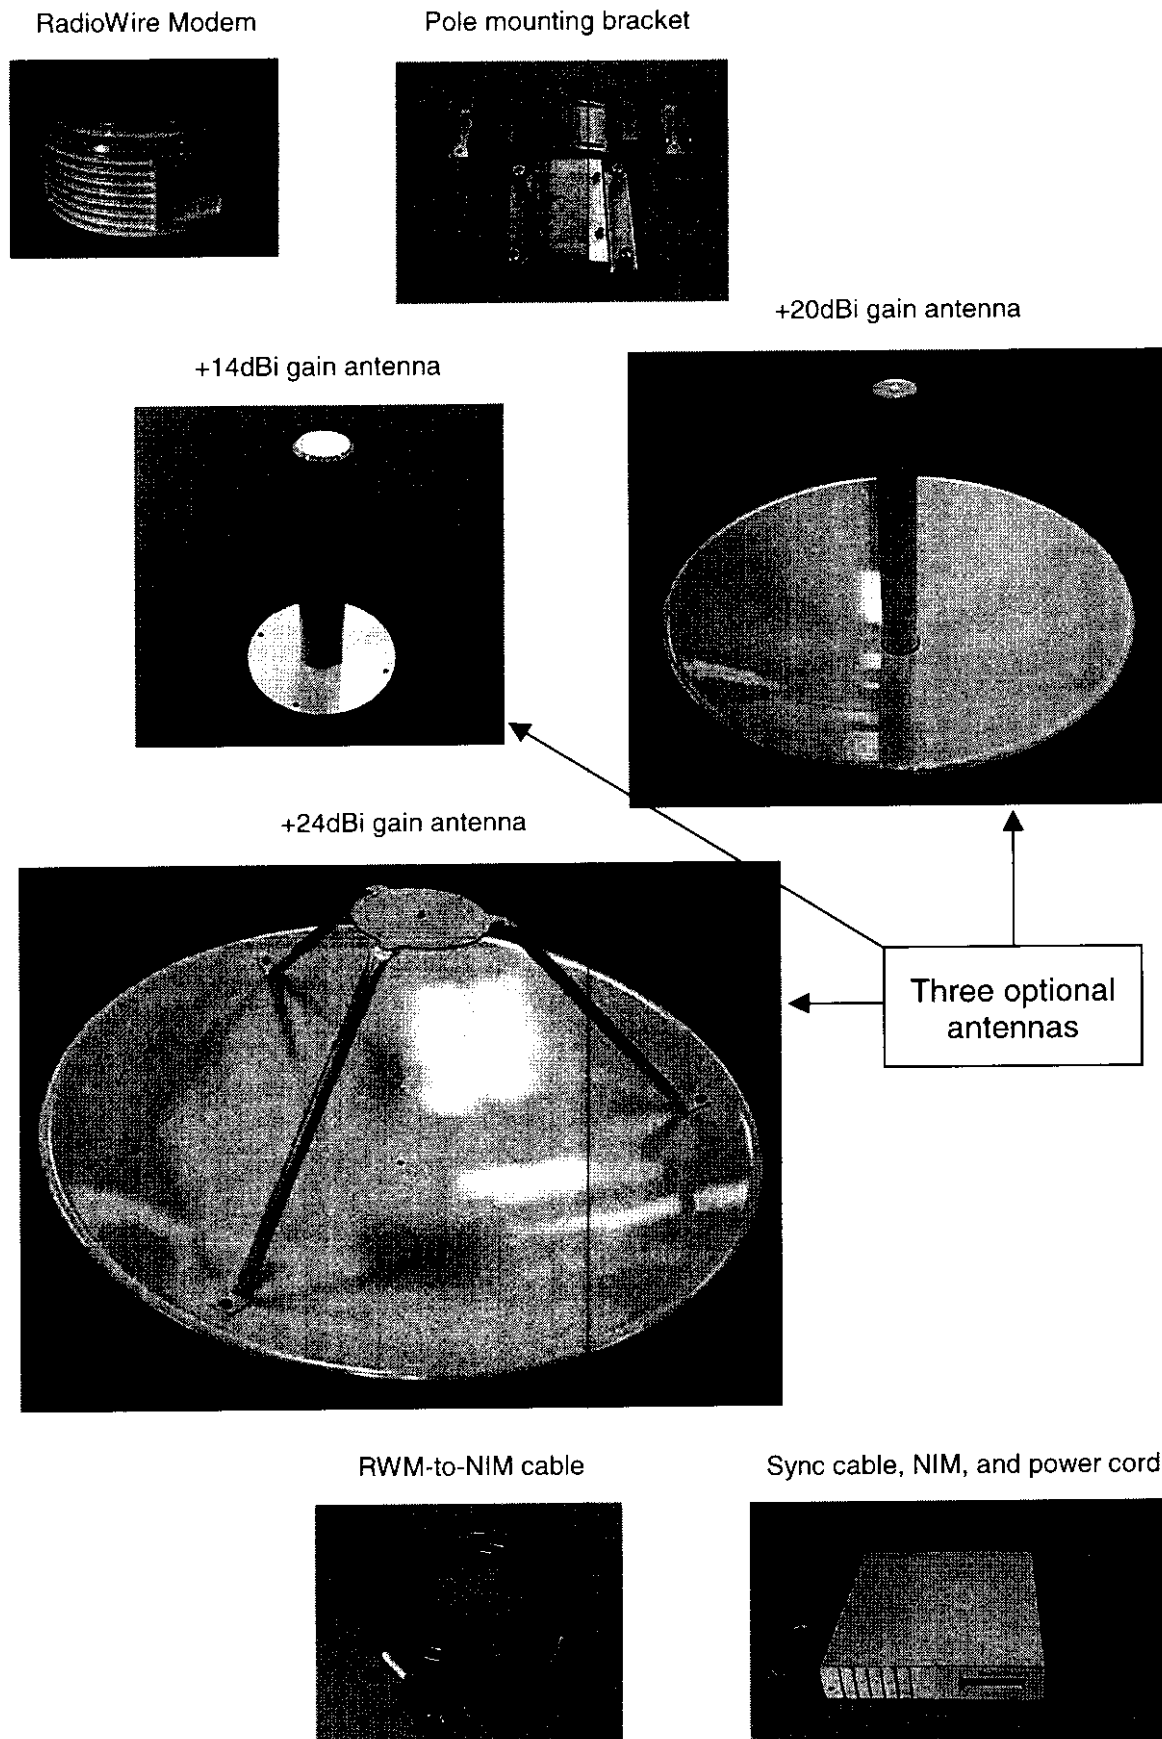 RadioWire Modem
Pole mounting bracket
+20dBi gain antenna
+14dBi gain antenna
+24dBi gain antenna
Three optional
antennas
RWM-to-NIM cable
Sync cable, NIM, and power cord